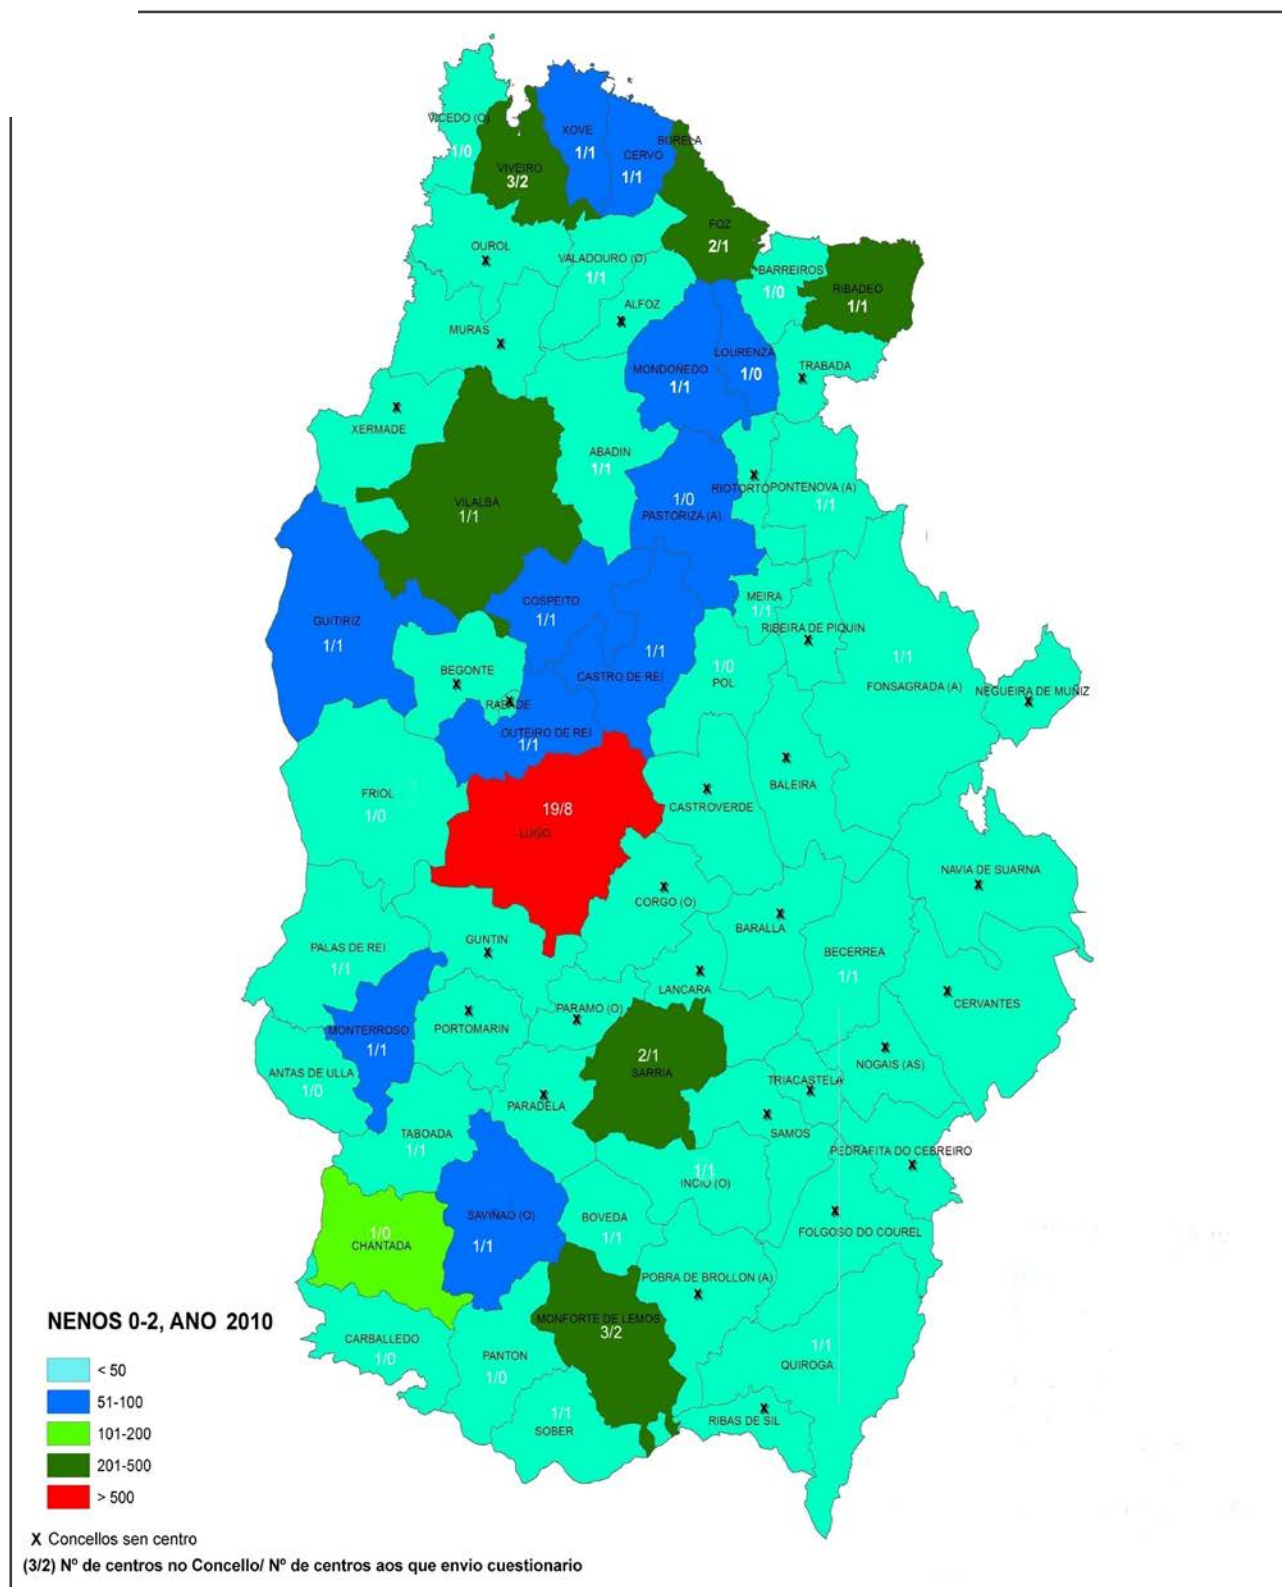 VICEDO (O)
1/0
VIVEIRO
3/2
XOVE
1/1
CERVO
1/1
BURELA
FOZ
2/1
OUROL
X
VALADOURO (O)
1/1
BARREIROS
1/0
RIBADEO
1/1
ALFOZ
X
MURAS
X
MONDOÑEDO
1/1
LOURENZA
1/0
TRABADA
X
XERMADE
X
ABADIN
1/1
VILALBA
1/1
1/0
PASTORIZA (A)
RIOTORTO
X
PONTENOVA (A)
1/1
GUITIRIZ
1/1
COSPEITO
1/1
MEIRA
1/1
RIBEIRA DE PIQUIN
X
1/1
CASTRO DE REI
1/0
POL
1/1
FONSAGRADA (A)
NEGUEIRA DE MUÑIZ
X
BEGONTE
X
RABADE
X
OUTEIRO DE REI
1/1
FRIOL
1/0
19/8
LUGO
X
CASTROVERDE
X
BALEIRA
NAVIA DE SUARNA
X
X
CORGO (O)
X
BARALLA
PALAS DE REI
1/1
GUNTIN
X
BECERREA
1/1
X
LANCARA
X
CERVANTES
MONTERROSO
1/1
X
PORTOMARIN
PARAMO (O)
X
2/1
SARRIA
X
NOGAIS (AS)
ANTAS DE ULLA
1/0
X
PARADELA
TRIACASTELA
X
X
SAMOS
TABOADA
1/1
PEDRAFITA DO CEBREIRO
X
1/1
INCIO (O)
SAVIÑAO (O)
1/1
BOVEDA
1/1
X
FOLGOSO DO COUREL
1/0
CHANTADA
POBRA DE BROLLON (A)
X
MONFORTE DE LEMOS
3/2
CARBALLEDO
1/0
PANTON
1/0
1/1
QUIROGA
1/1
SOBER
X
RIBAS DE SIL
NENOS 0-2, ANO 2010
< 50
51-100
101-200
201-500
> 500
X Concellos sen centro
(3/2) Nº de centros no Concello/ Nº de centros aos que envio cuestionario